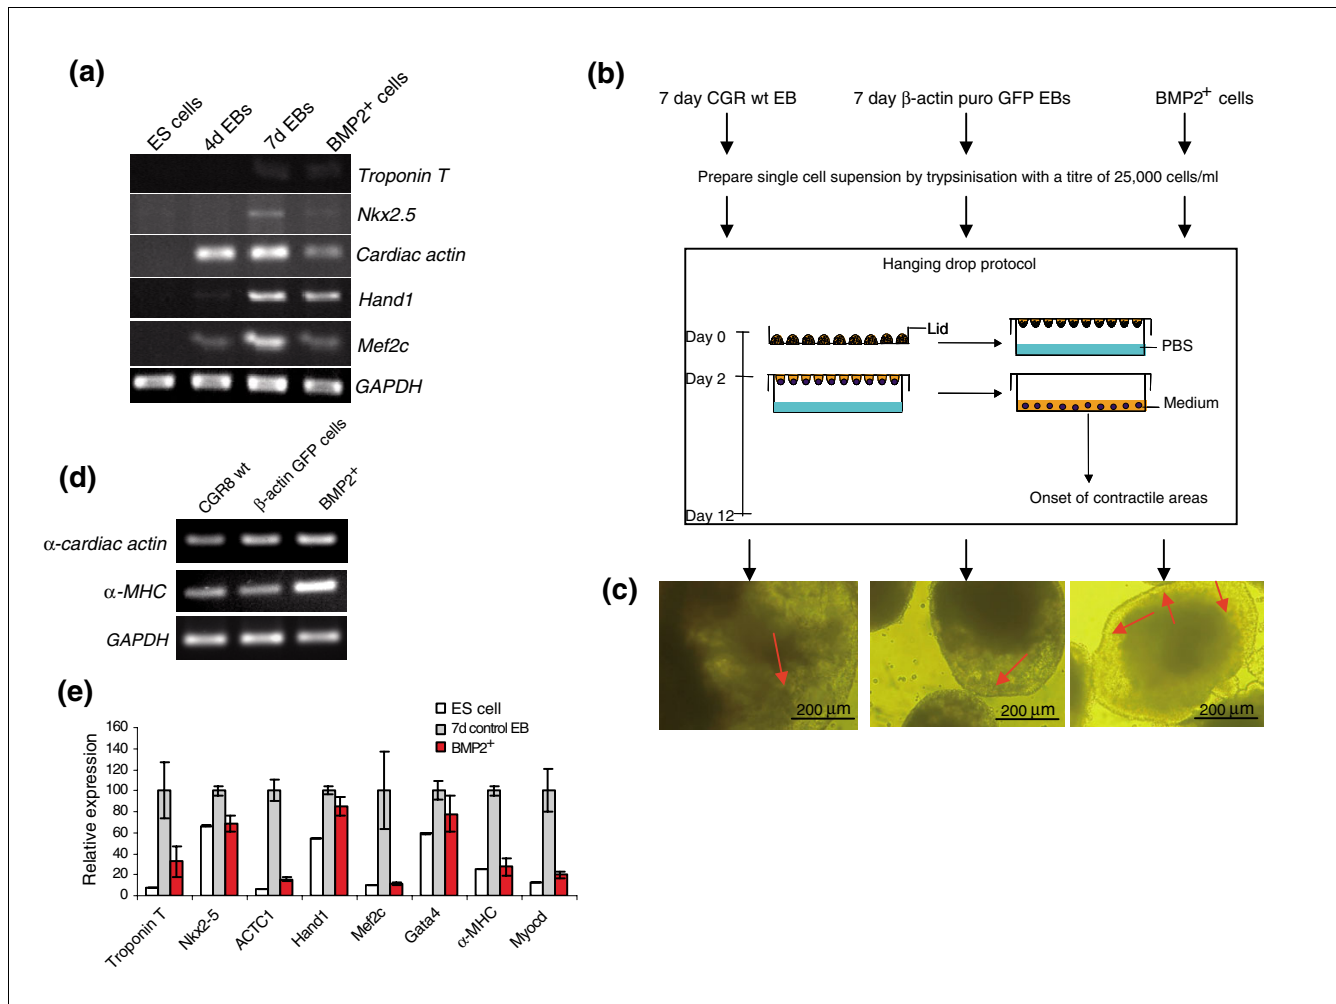 (a)
ES cells
4d EBs
7d EBs
BMP2+ cells
Troponin T
Nkx2.5
Cardiac actin
Hand1
Mef2c
GAPDH
(b)
7 day CGR wt EB
7 day β-actin puro GFP EBs
BMP2+ cells
Prepare single cell supension by trypsinisation with a titre of 25,000 cells/ml
Hanging drop protocol
Day 0
Lid
PBS
Day 2
Medium
Onset of contractile areas
Day 12
(c)
200 µm
200 µm
200 µm
(d)
CGR8 wt
β-actin GFP cells
BMP2+
α-cardiac actin
α-MHC
GAPDH
(e)
ES cell
7d control EB
BMP2+
Relative expression
160
140
120
100
80
60
40
20
0
Troponin T
Nkx2-5
ACTC1
Hand1
Mef2c
Gata4
α-MHC
Myocd